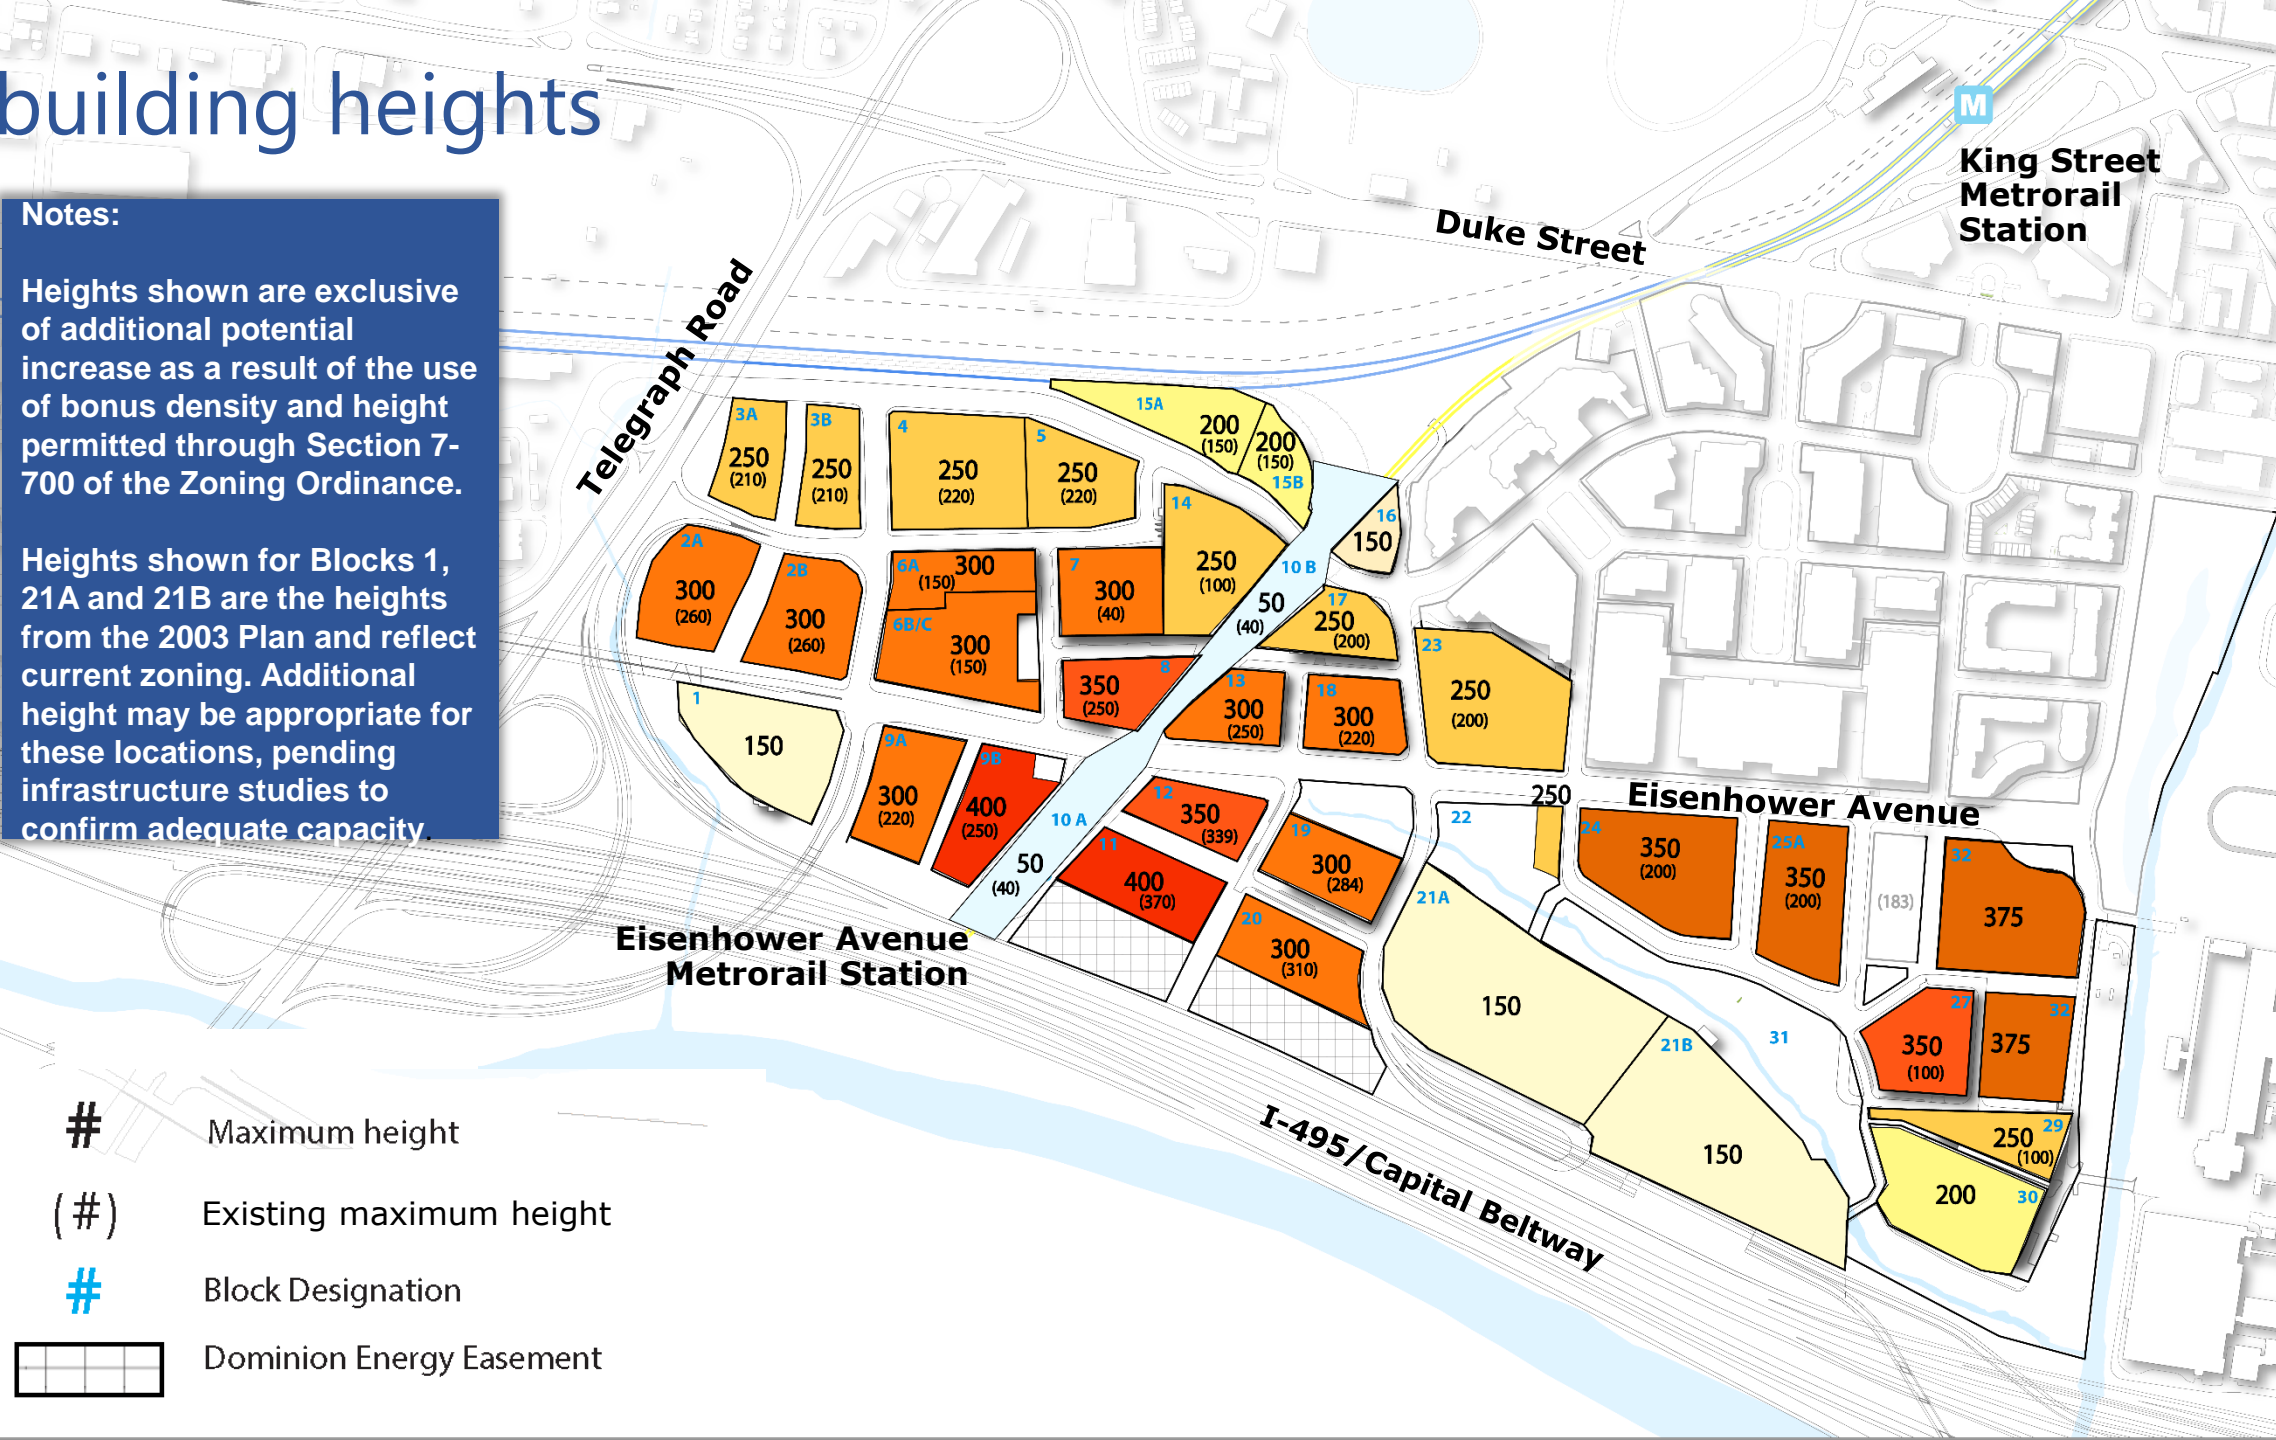 building heights
Notes:
Heights shown are exclusive
of additional potential
increase as a result of the use
of bonus density and height
permitted through Section 7-
700 of the Zoning Ordinance.
Heights shown for Blocks 1,
21A and 21B are the heights
from the 2003 Plan and reflect
current zoning. Additional
height may be appropriate for
these locations, pending
infrastructure studies to
confirm adequate capacity.
M
King Street
Metrorail
Station
Duke Street
Telegraph Road
3A
250
(210)
3B
250
(210)
4
250
(220)
5
250
(220)
15A
200
(150)
200
(150)
15B
14
250
(100)
16
150
2A
300
(260)
2B
300
(260)
6A
300
(150)
6B/C
300
(150)
7
300
(40)
10 B
50
(40)
17
250
(200)
8
350
(250)
13
300
(250)
18
300
(220)
23
250
(200)
1
150
9A
300
(220)
9B
400
(250)
10 A
50
(40)
12
350
(339)
11
400
(370)
19
300
(284)
20
300
(310)
22
250
Eisenhower Avenue
24
350
(200)
25A
350
(200)
(183)
32
375
21A
150
21B
150
31
27
350
(100)
32
375
29
250
(100)
200
30
Eisenhower Avenue
Metrorail Station
I-495/Capital Beltway
# Maximum height
(#) Existing maximum height
# Block Designation
Dominion Energy Easement